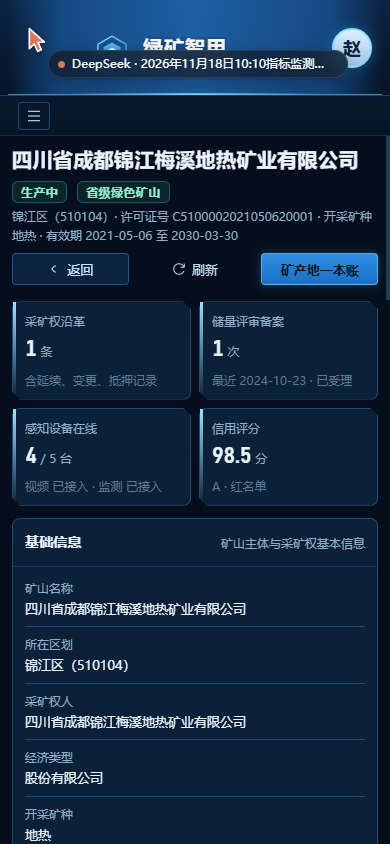 绿矿智甲
赵
DeepSeek · 2026年11月18日10:10指标监测...
四川省成都锦江梅溪地热矿业有限公司
生产中 省级绿色矿山
锦江区（510104）· 许可证号 C5100002021050620001 · 开采矿种
地热 · 有效期 2021-05-06 至 2030-03-30
返回 刷新 矿产地一本账
采矿权沿革
1 条
含延续、变更、抵押记录
储量评审备案
1 次
最近 2024-10-23 · 已受理
感知设备在线
4 / 5 台
视频 已接入 · 监测 已接入
信用评分
98.5 分
A · 红名单
基础信息 矿山主体与采矿权基本信息
矿山名称
四川省成都锦江梅溪地热矿业有限公司
所在区划
锦江区（510104）
采矿权人
四川省成都锦江梅溪地热矿业有限公司
经济类型
股份有限公司
开采矿种
地热